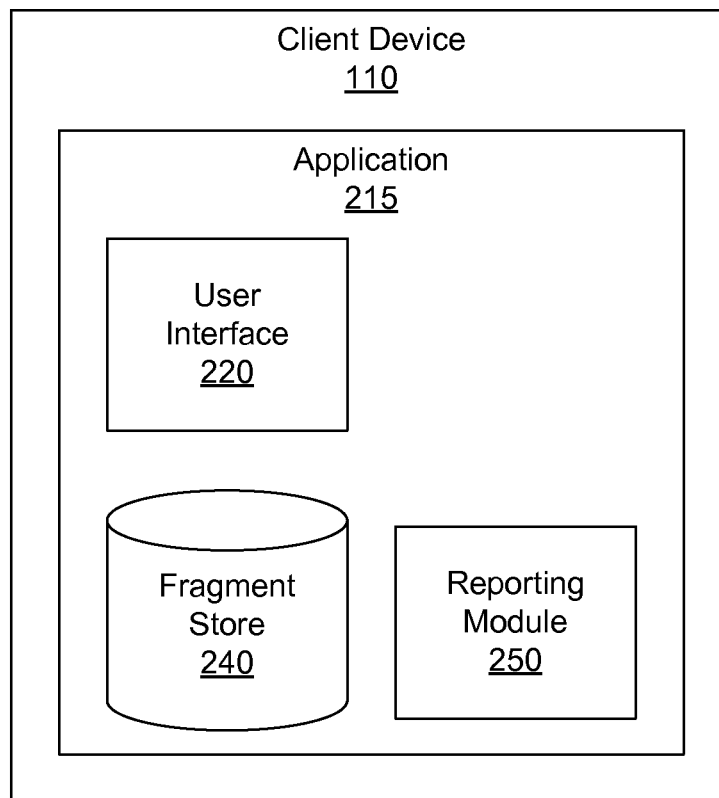 Client Device
110
Application
215
User
Interface
220
Fragment
Store
240
Reporting
Module
250